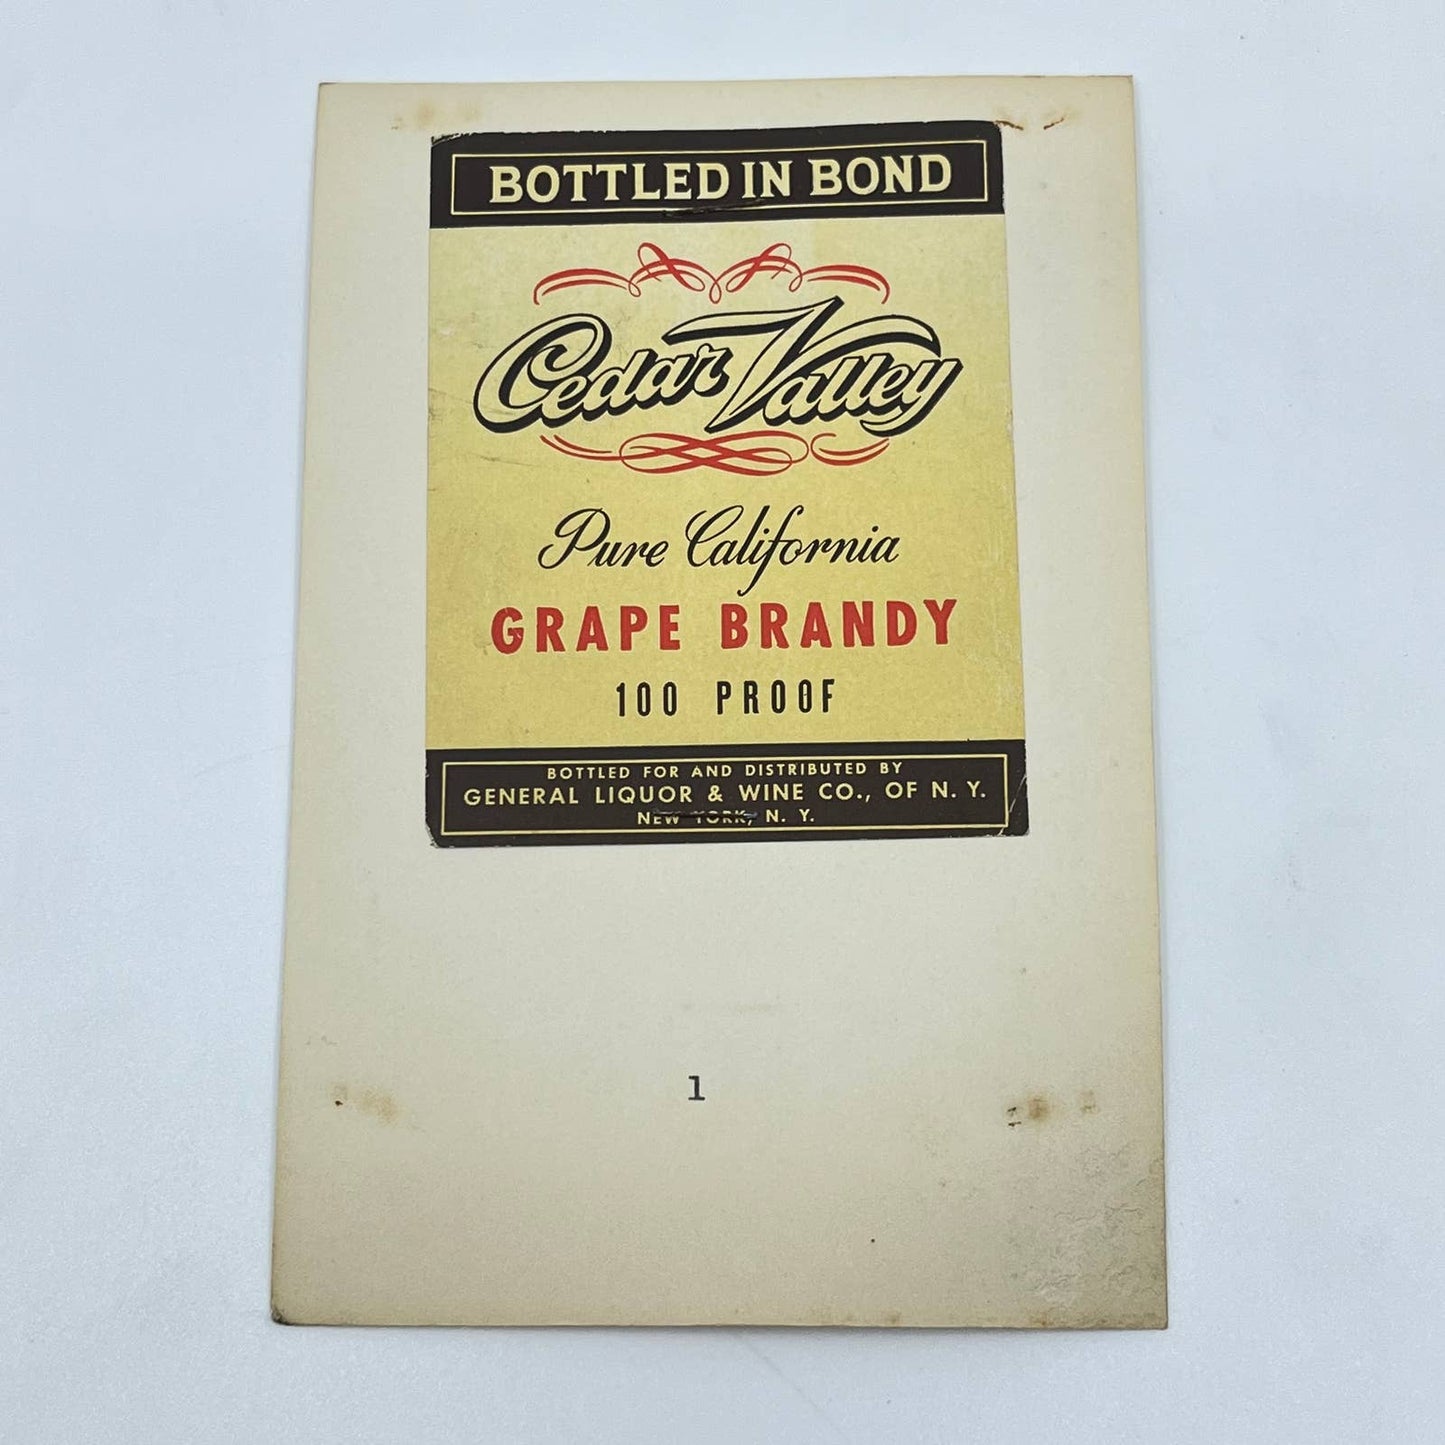 BOTTLED IN BOND
Cedar Valley
Pure California
GRAPE BRANDY
100 PROOF
BOTTLED FOR AND DISTRIBUTED BY
GENERAL LIQUOR & WINE CO., OF N. Y.
NEW YORK, N. Y.
1